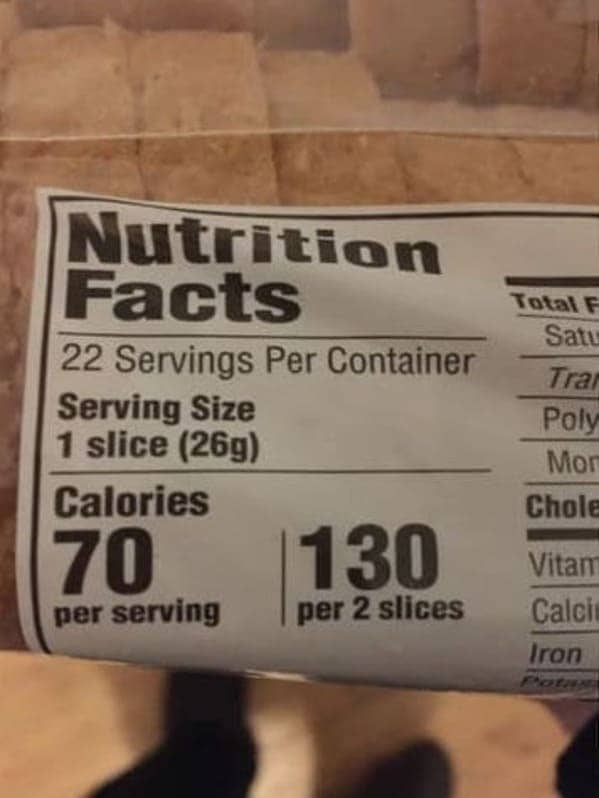 Nutrition
Facts
22 Servings Per Container
Serving Size
1 slice (26g)
Calories
70
per serving
130
per 2 slices
Total F
Satu
Tran
Poly
Mon
Chole
Vitam
Calci
Iron
Potass